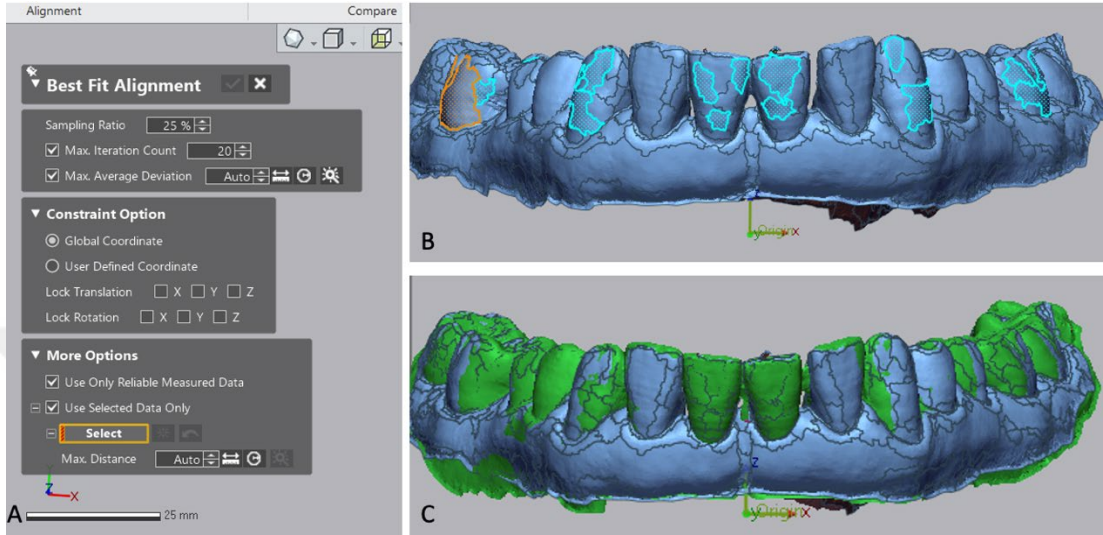 Alignment
Compare
Best Fit Alignment
Sampling Ratio 25 %
Max. Iteration Count 20
Max. Average Deviation Auto
Constraint Option
Global Coordinate
User Defined Coordinate
Lock Translation X Y Z
Lock Rotation X Y Z
More Options
Use Only Reliable Measured Data
Use Selected Data Only
Select
Max. Distance Auto
Z
X
A
25 mm
B
y Origin x
C
z
y Origin x